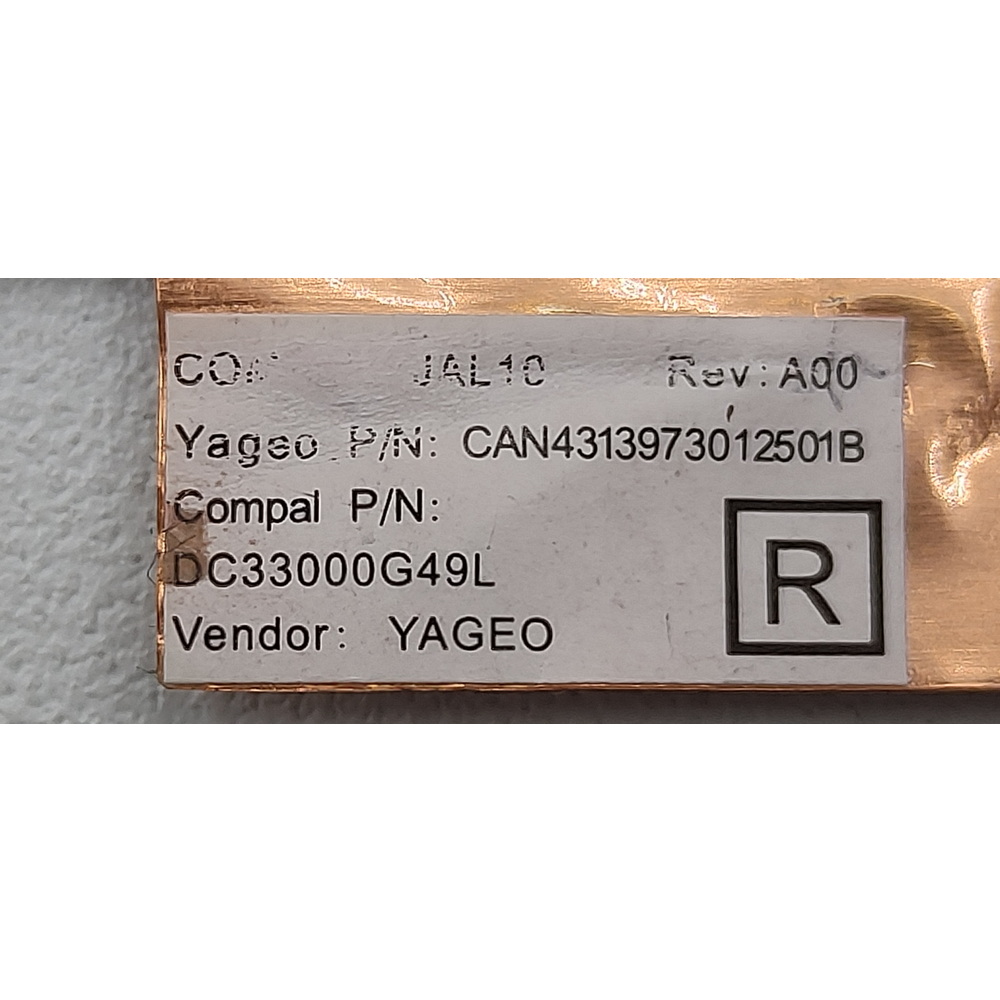 JAL10 Rev: A00
Yageo P/N: CAN4313973012501B
Compal P/N:
DC33000G49L
R
Vendor: YAGEO